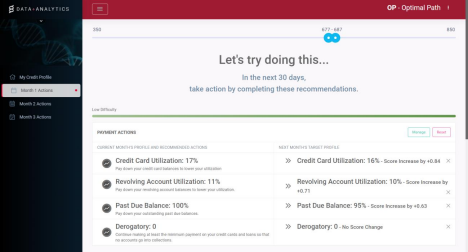 DATA-ANALYTICS
OP - Optimal Path
350
677 - 687
850
Let's try doing this...
In the next 30 days,
take action by completing these recommendations.
My Credit Profile
Month 1 Actions
Month 2 Actions
Month 3 Actions
Low Difficulty
PAYMENT ACTIONS
Manage
Reset
CURRENT MONTH'S PROFILE AND RECOMMENDED ACTIONS
NEXT MONTH'S TARGET PROFILE
Credit Card Utilization: 17%
Pay down your credit card balances to lower your utilization
Credit Card Utilization: 16% - Score Increase by +0.84
Revolving Account Utilization: 11%
Pay down your revolving account balances to lower your utilization.
Revolving Account Utilization: 10% - Score Increase by
+0.71
Past Due Balance: 100%
Pay down your outstanding past due balances.
Past Due Balance: 95% - Score Increase by +0.63
Derogatory: 0
Continue making at least the minimum payment on your credit cards and loans so that
no accounts go into collections
Derogatory: 0 - No Score Change